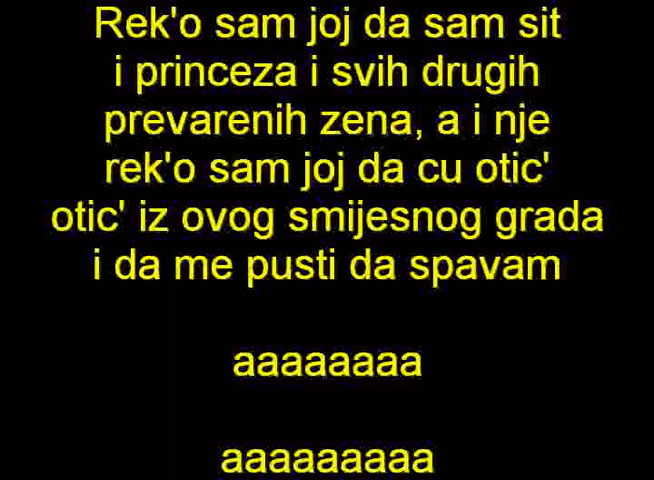 Rek'o sam joj da sam sit
i princeza i svih drugih
prevarenih zena, a i nje
rek'o sam joj da cu otic'
otic' iz ovog smijesnog grada
i da me pusti da spavam
aaaaaaaa
aaaaaaaaa